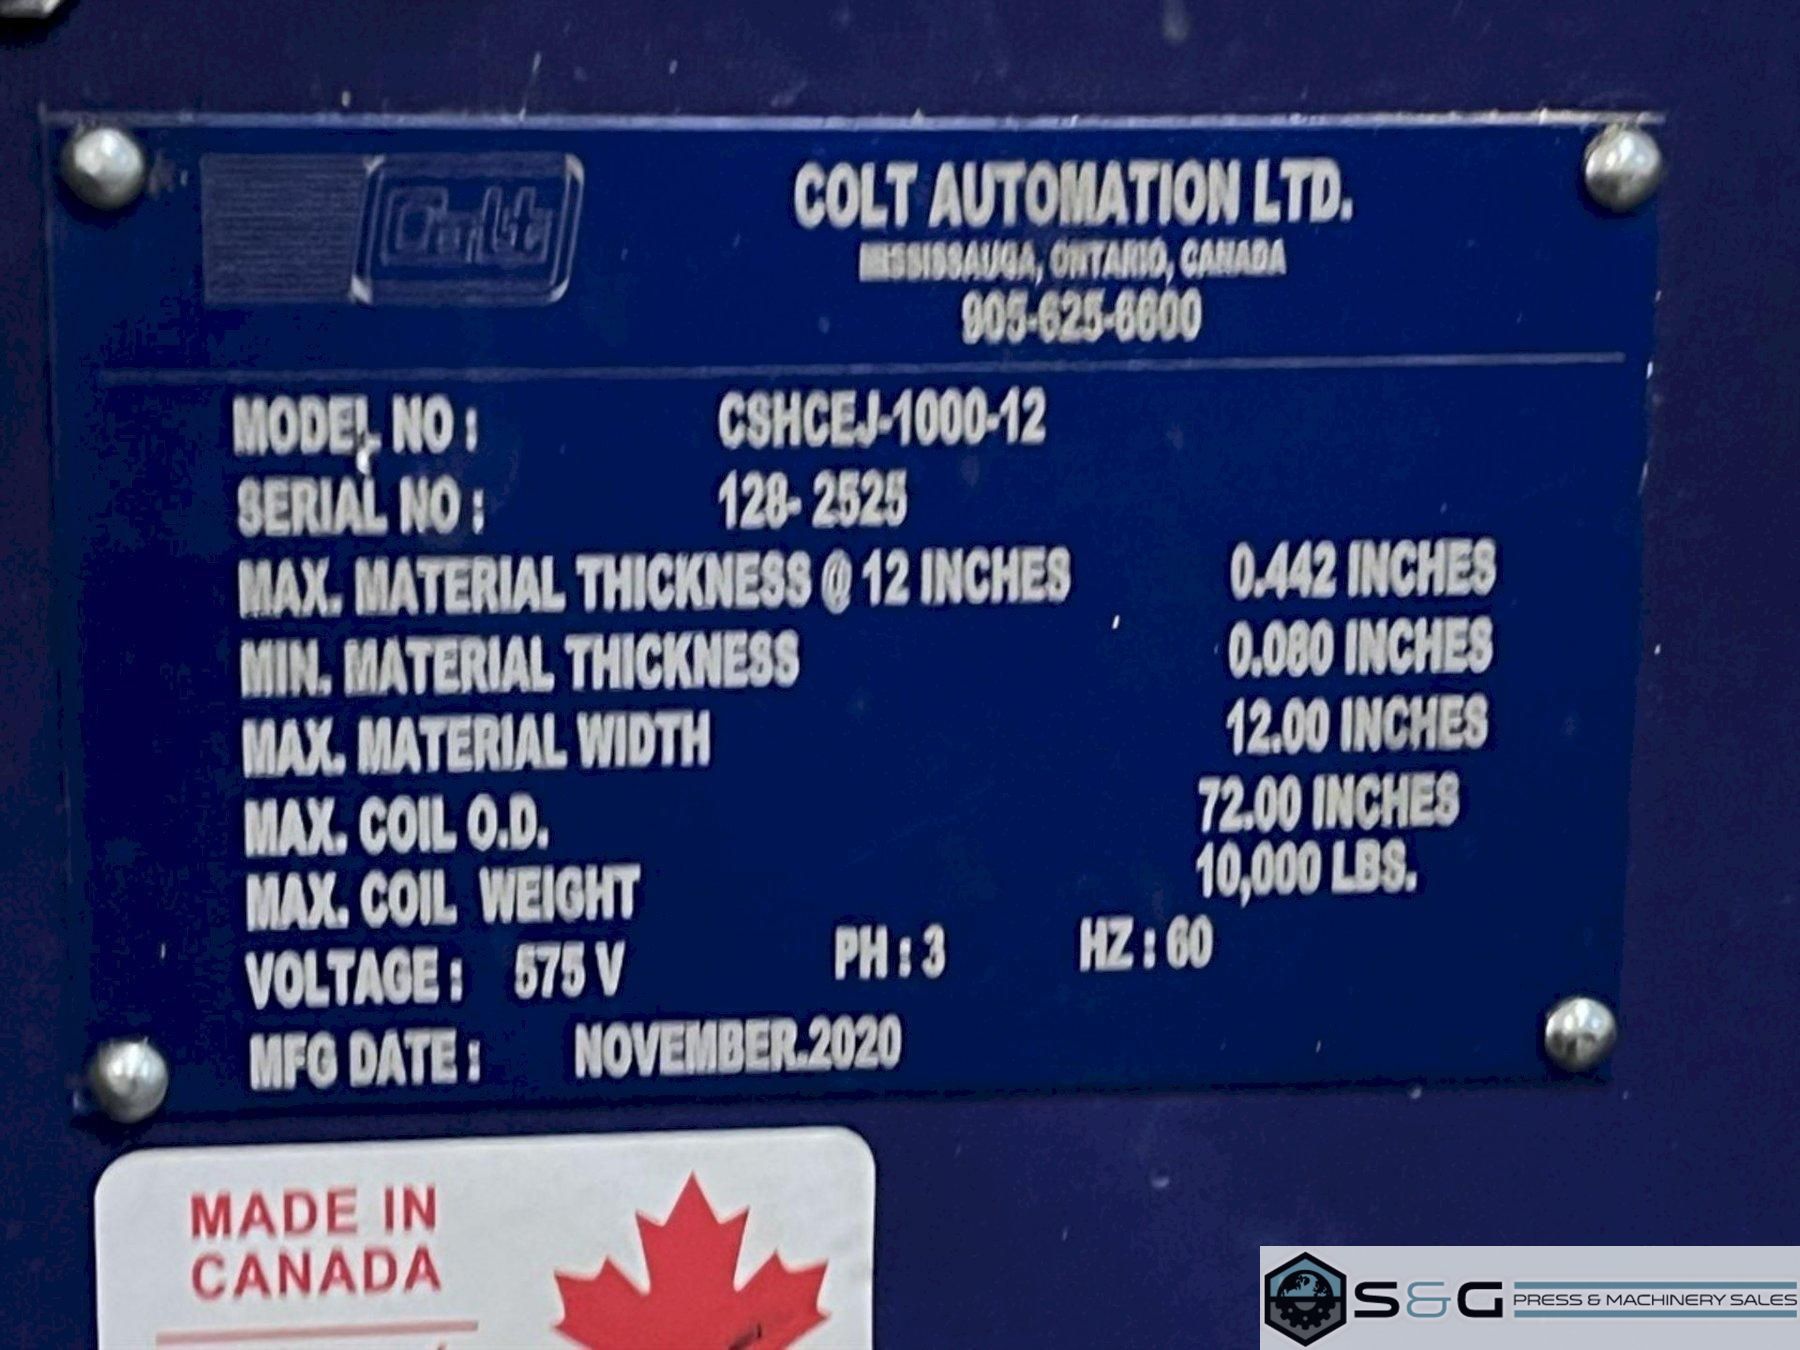 Colt
COLT AUTOMATION LTD.
MISSISSAUGA, ONTARIO, CANADA
905-625-6600
MODEL NO : CSHCEJ-1000-12
SERIAL NO : 128- 2525
MAX. MATERIAL THICKNESS @ 12 INCHES 0.442 INCHES
MIN. MATERIAL THICKNESS 0.080 INCHES
MAX. MATERIAL WIDTH 12.00 INCHES
MAX. COIL O.D. 72.00 INCHES
MAX. COIL WEIGHT 10,000 LBS.
VOLTAGE : 575 V PH : 3 HZ : 60
MFG DATE : NOVEMBER.2020
MADE IN
CANADA
S&G PRESS & MACHINERY SALES